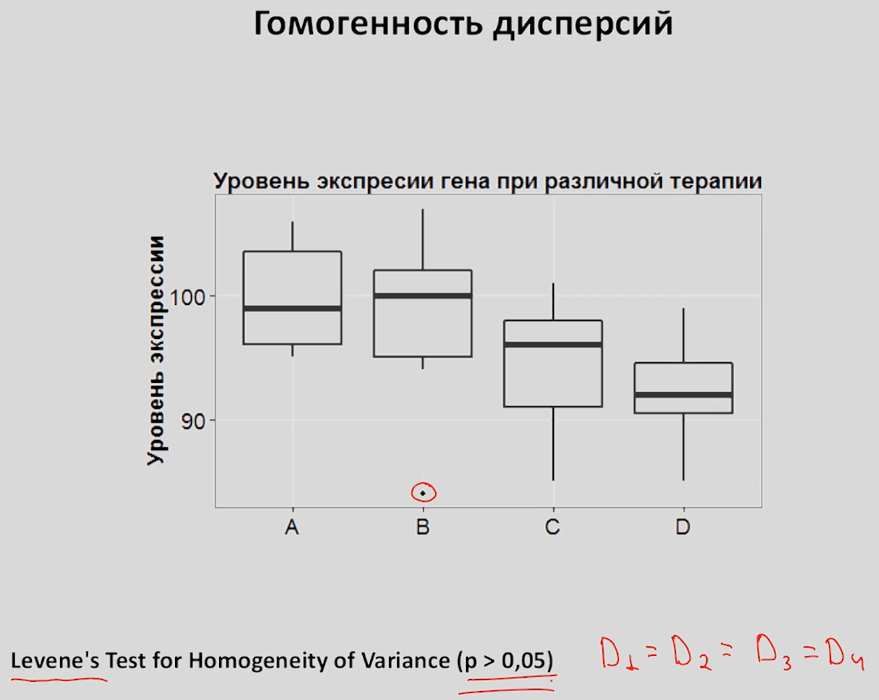 Гомогенность дисперсий
Уровень экспресии гена при различной терапии
Уровень экспрессии
100
90
A B C D
Levene's Test for Homogeneity of Variance (p > 0,05)
D1 = D2 = D3 = D4